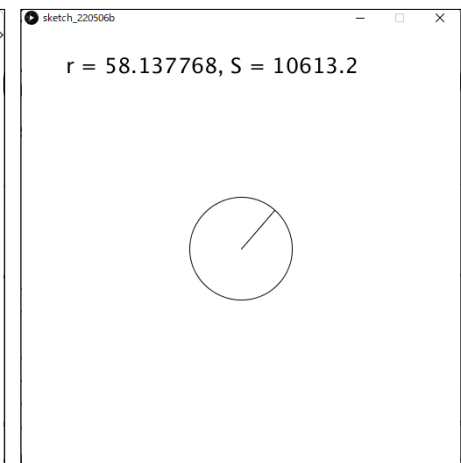 sketch_220506b
r = 58.137768, S = 10613.2